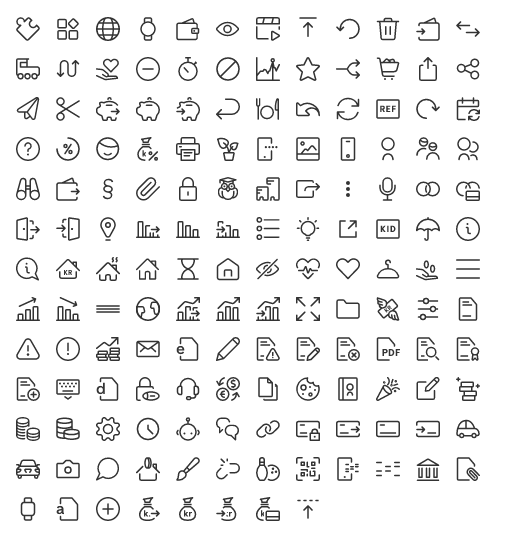 REF
? % k%
§
KID i
i KR
! !
e PDF
d € $
a k. kr :r k